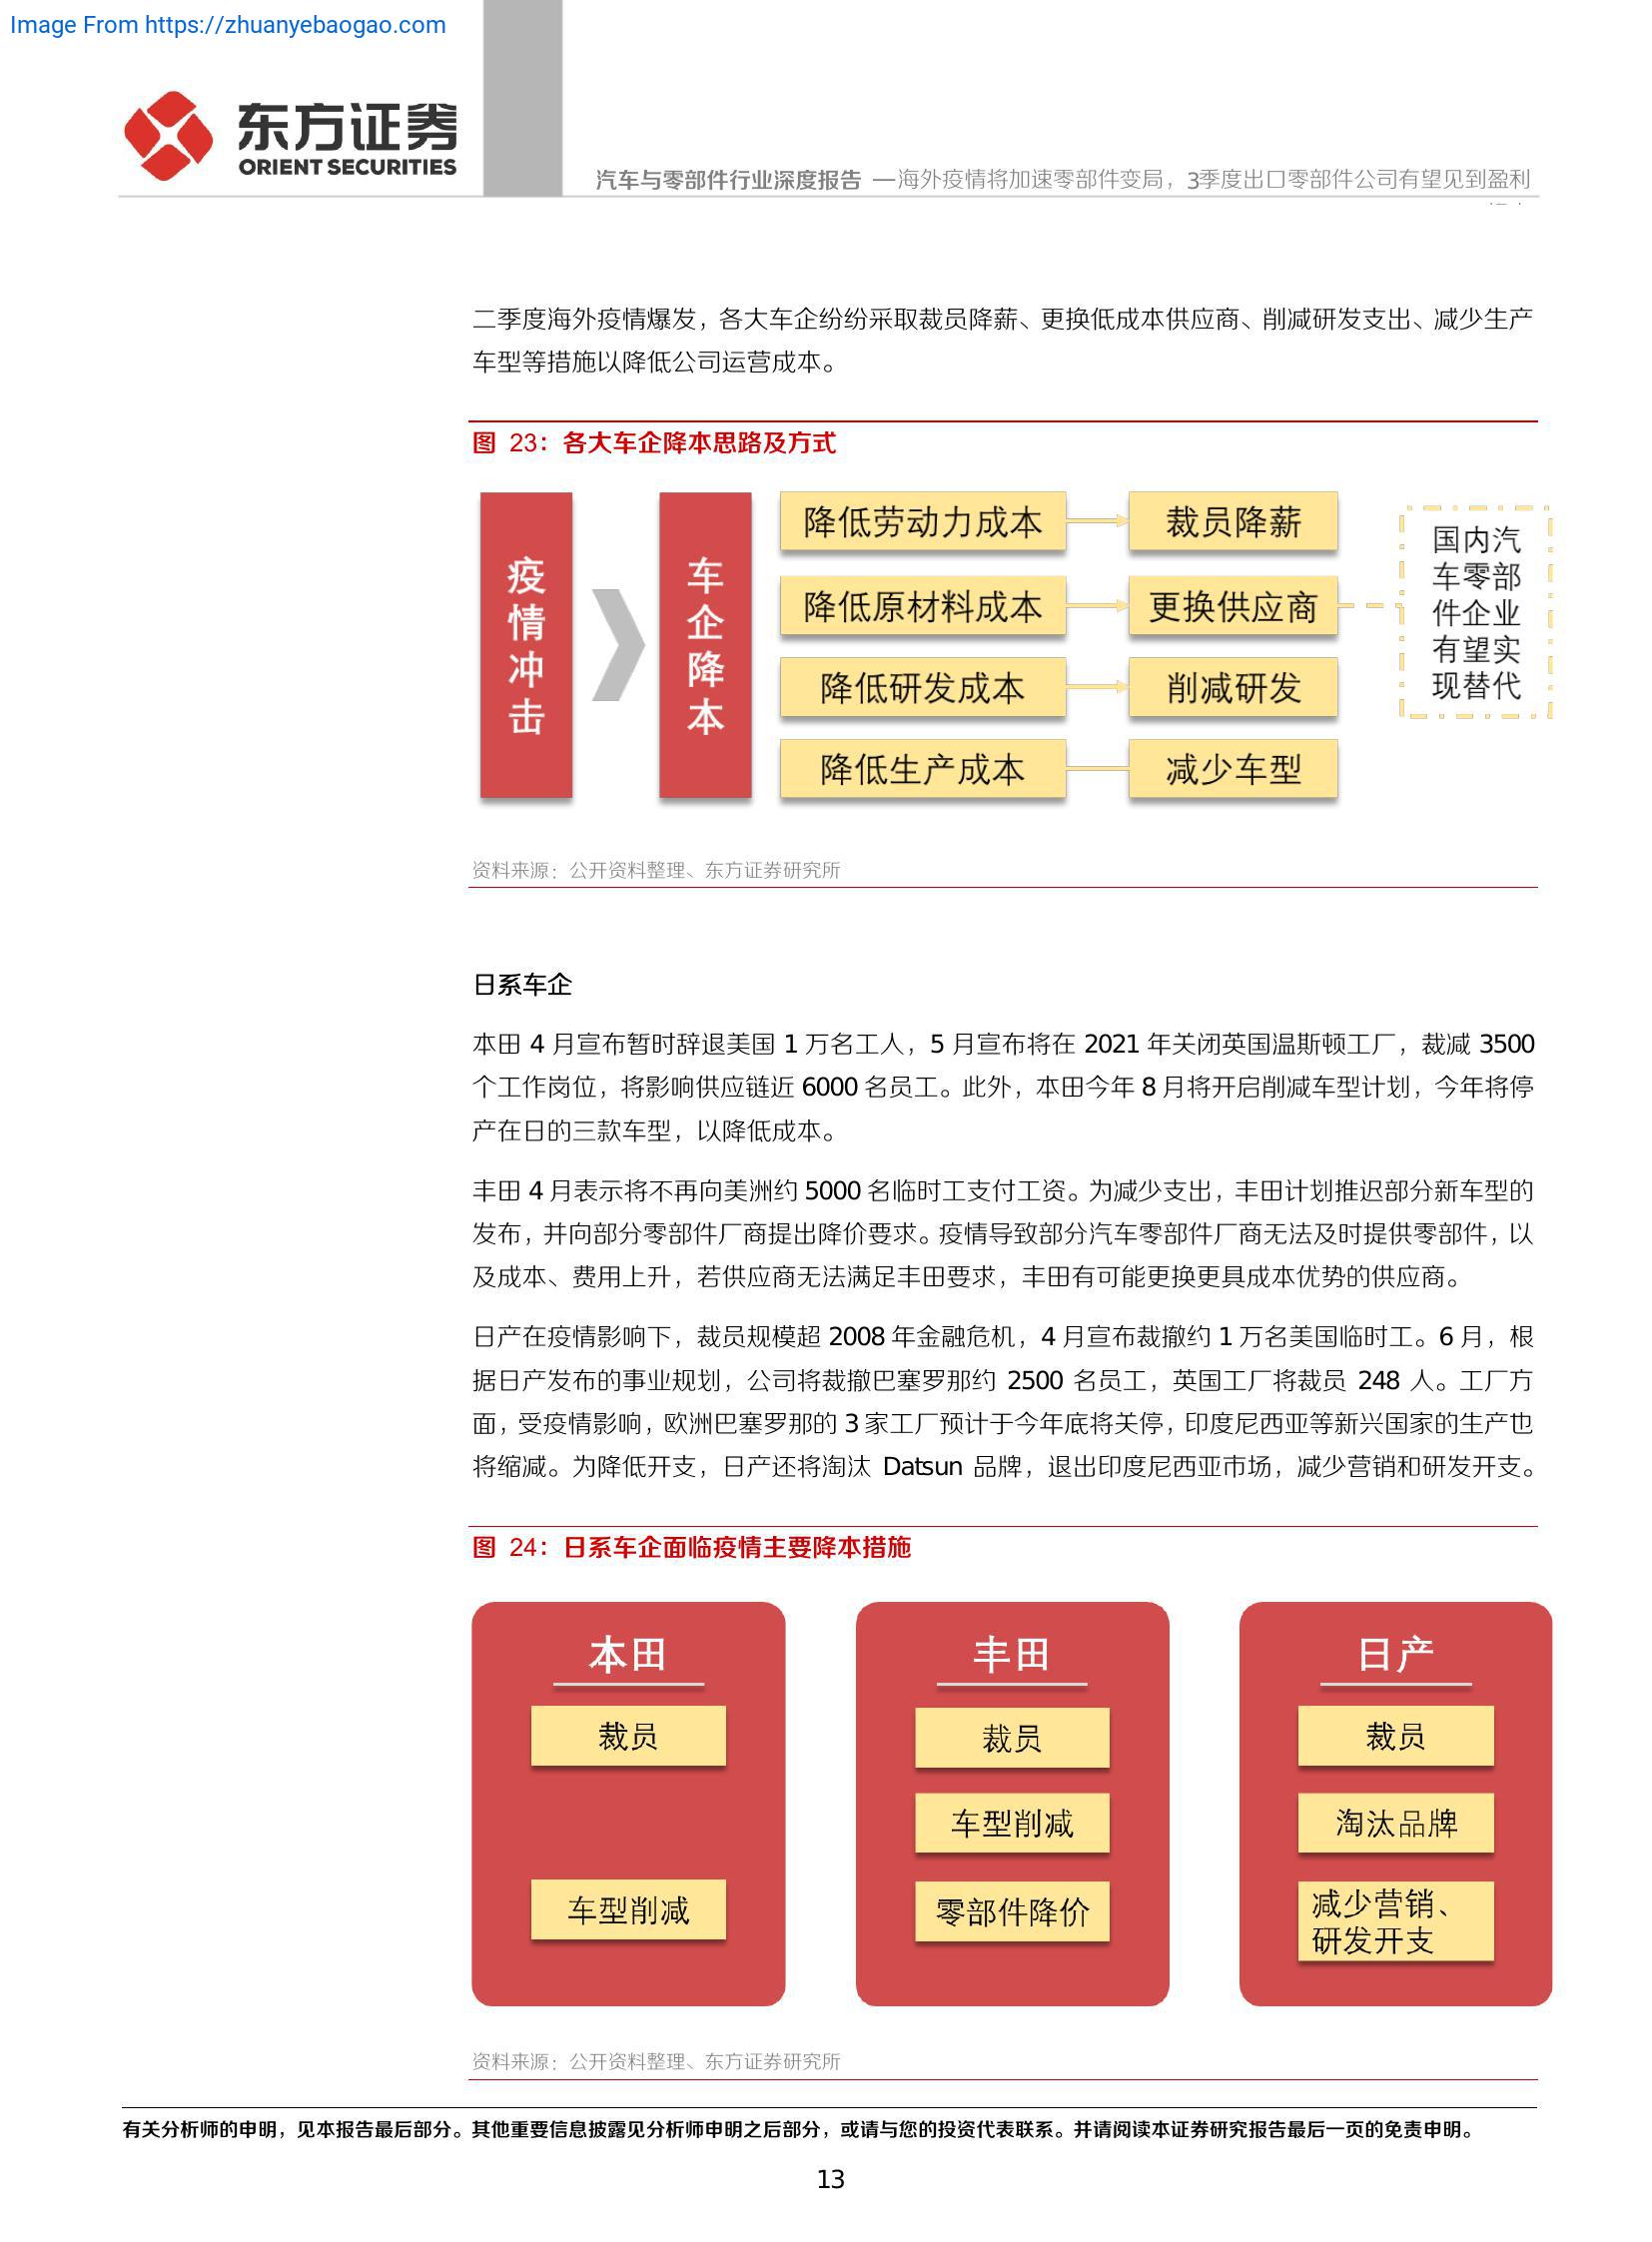 Image From https://zhuanyebaogao.com
东方证券
ORIENT SECURITIES
汽车与零部件行业深度报告 —海外疫情将加速零部件变局，3季度出口零部件公司有望见到盈利
二季度海外疫情爆发，各大车企纷纷采取裁员降薪、更换低成本供应商、削减研发支出、减少生产
车型等措施以降低公司运营成本。
图 23：各大车企降本思路及方式
疫情冲击
车企降本
降低劳动力成本
裁员降薪
降低原材料成本
更换供应商
降低研发成本
削减研发
降低生产成本
减少车型
国内汽
车零部
件企业
有望实
现替代
资料来源：公开资料整理、东方证券研究所
日系车企
本田 4 月宣布暂时辞退美国 1 万名工人，5 月宣布将在 2021 年关闭英国温斯顿工厂，裁减 3500
个工作岗位，将影响供应链近 6000 名员工。此外，本田今年 8 月将开启削减车型计划，今年将停
产在日的三款车型，以降低成本。
丰田 4 月表示将不再向美洲约 5000 名临时工支付工资。为减少支出，丰田计划推迟部分新车型的
发布，并向部分零部件厂商提出降价要求。疫情导致部分汽车零部件厂商无法及时提供零部件，以
及成本、费用上升，若供应商无法满足丰田要求，丰田有可能更换更具成本优势的供应商。
日产在疫情影响下，裁员规模超 2008 年金融危机，4 月宣布裁撤约 1 万名美国临时工。6 月，根
据日产发布的事业规划，公司将裁撤巴塞罗那约 2500 名员工，英国工厂将裁员 248 人。工厂方
面，受疫情影响，欧洲巴塞罗那的 3 家工厂预计于今年底将关停，印度尼西亚等新兴国家的生产也
将缩减。为降低开支，日产还将淘汰 Datsun 品牌，退出印度尼西亚市场，减少营销和研发开支。
图 24：日系车企面临疫情主要降本措施
本田
裁员
车型削减
丰田
裁员
车型削减
零部件降价
日产
裁员
淘汰品牌
减少营销、
研发开支
资料来源：公开资料整理、东方证券研究所
有关分析师的申明，见本报告最后部分。其他重要信息披露见分析师申明之后部分，或请与您的投资代表联系。并请阅读本证券研究报告最后一页的免责申明。
13